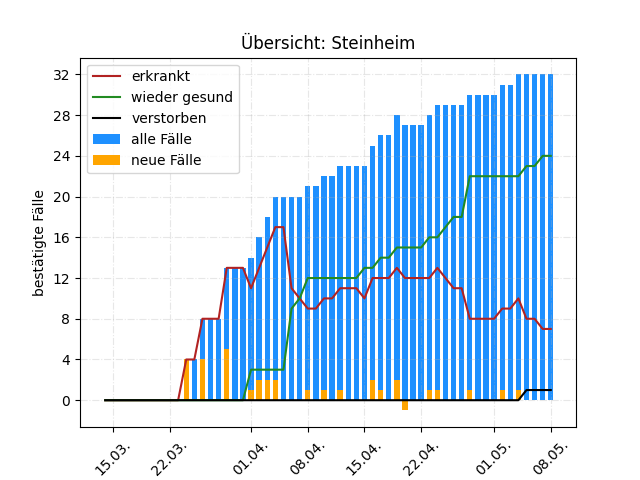 Übersicht: Steinheim
erkrankt
wieder gesund
verstorben
alle Fälle
neue Fälle
bestätigte Fälle
32
28
24
20
16
12
8
4
0
15.03.
22.03.
01.04.
08.04.
15.04.
22.04.
01.05.
08.05.